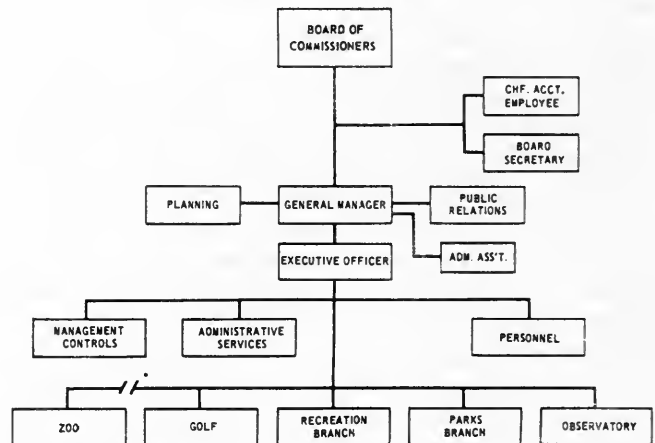 BOARD OF
COMMISSIONERS
CHF. ACCT.
EMPLOYEE
BOARD
SECRETARY
PLANNING
GENERAL MANAGER
PUBLIC
RELATIONS
EXECUTIVE OFFICER
ADM. ASS'T.
MANAGEMENT
CONTROLS
ADMINISTRATIVE
SERVICES
PERSONNEL
ZOO
GOLF
RECREATION
BRANCH
PARKS
BRANCH
OBSERVATORY